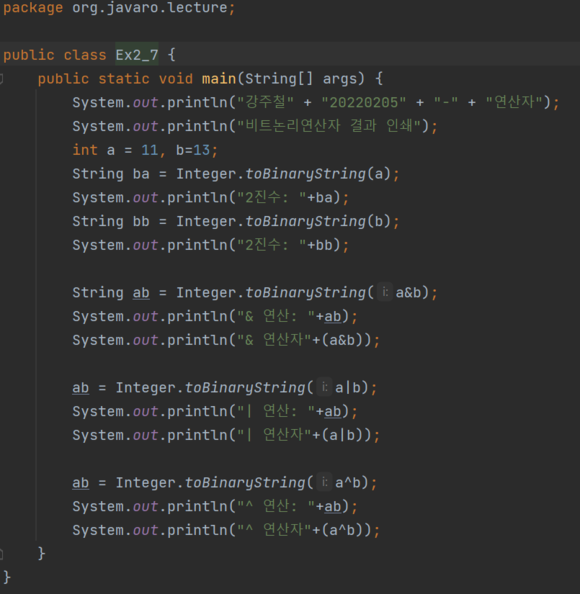 package org.javaro.lecture;
public class Ex2_7 {
public static void main(String[] args) {
System.out.println("강주철" + "20220205" + "-" + "연산자");
System.out.println("비트논리연산자 결과 인쇄");
int a = 11, b=13;
String ba = Integer.toBinaryString(a);
System.out.println("2진수: "+ba);
String bb = Integer.toBinaryString(b);
System.out.println("2진수: "+bb);
String ab = Integer.toBinaryString( i: a&b);
System.out.println("& 연산: "+ab);
System.out.println("& 연산자"+(a&b));
ab = Integer.toBinaryString( i: a|b);
System.out.println("| 연산: "+ab);
System.out.println("| 연산자"+(a|b));
ab = Integer.toBinaryString( i: a^b);
System.out.println("^ 연산: "+ab);
System.out.println("^ 연산자"+(a^b));
}
}